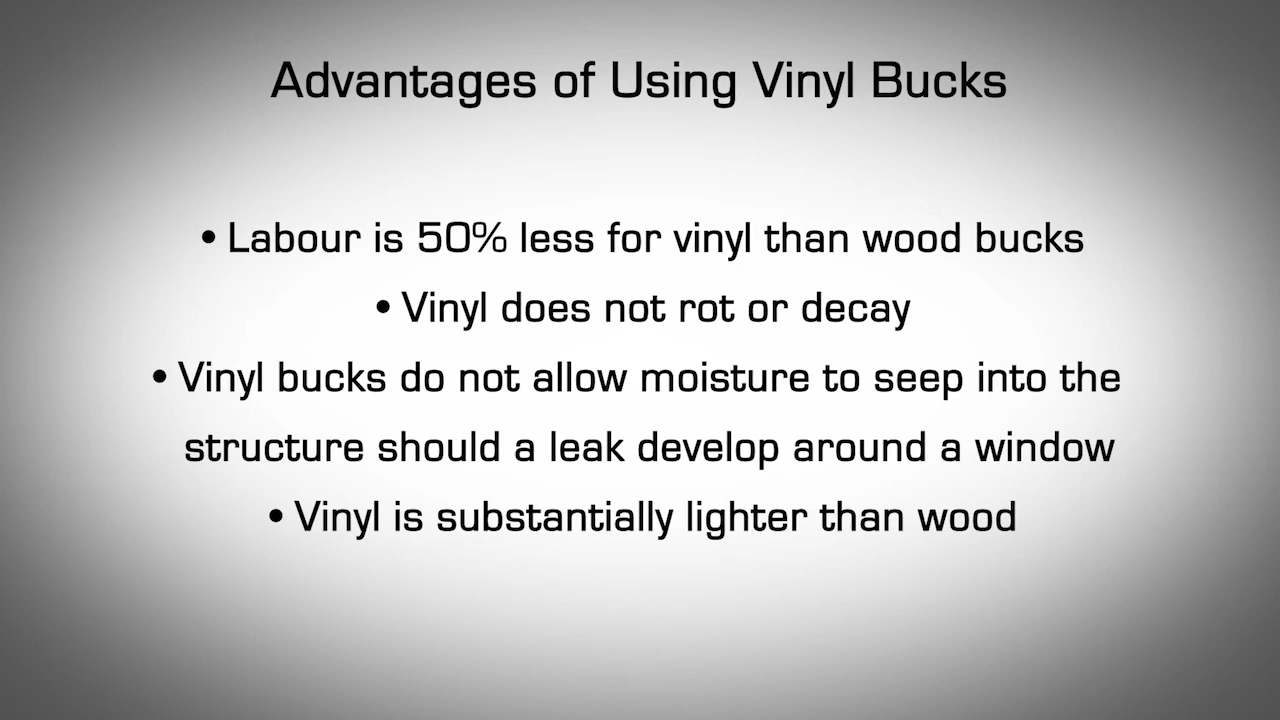 Advantages of Using Vinyl Bucks
• Labour is 50% less for vinyl than wood bucks
• Vinyl does not rot or decay
• Vinyl bucks do not allow moisture to seep into the
structure should a leak develop around a window
• Vinyl is substantially lighter than wood